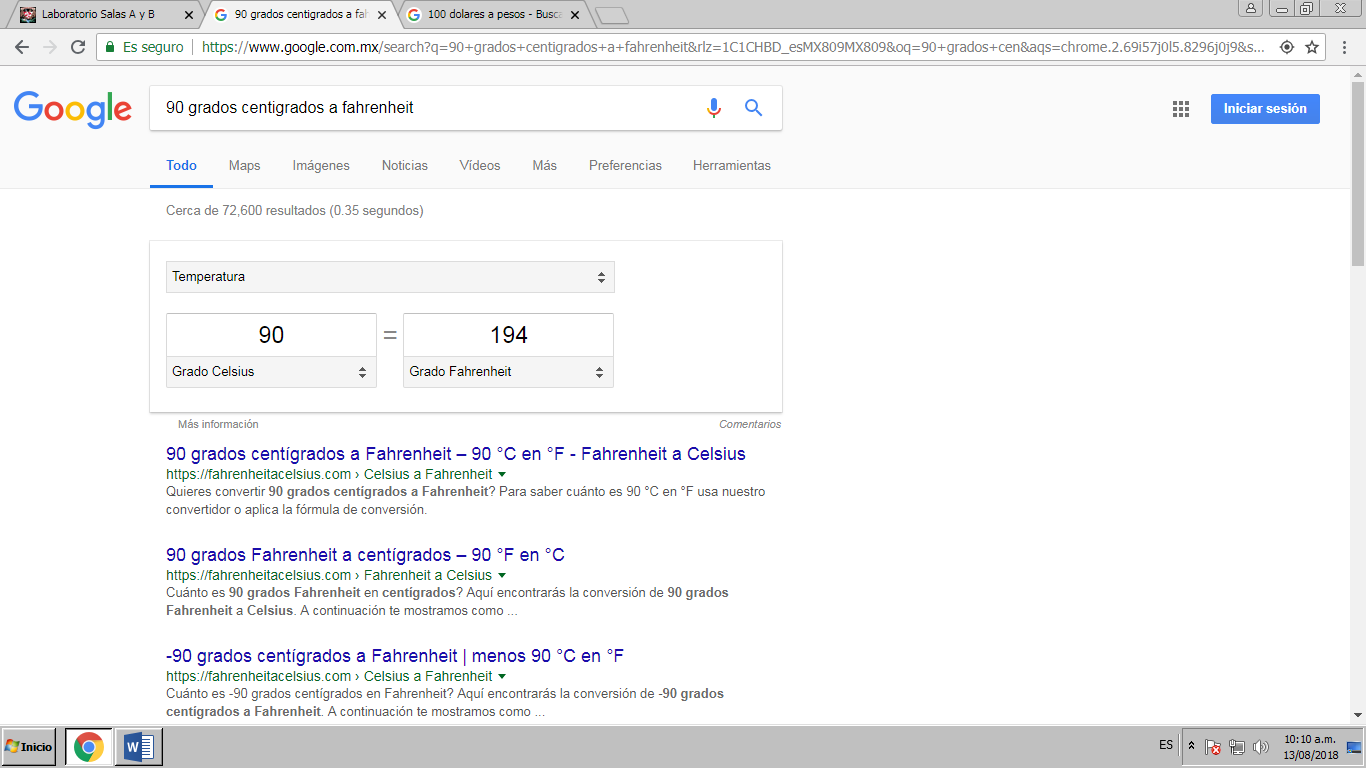 Laboratorio Salas A y B
90 grados centigrados a fah
100 dolares a pesos - Busca
Es seguro
https://www.google.com.mx/search?q=90+grados+centigrados+a+fahrenheit&rlz=1C1CHBD_esMX809MX809&oq=90+grados+cen&aqs=chrome.2.69i57j0l5.8296j0j9&s...
Google
90 grados centigrados a fahrenheit
Iniciar sesión
Todo Maps Imágenes Noticias Vídeos Más Preferencias Herramientas
Cerca de 72,600 resultados (0.35 segundos)
Temperatura
90 = 194
Grado Celsius Grado Fahrenheit
Más información Comentarios
90 grados centígrados a Fahrenheit – 90 °C en °F - Fahrenheit a Celsius
https://fahrenheitacelsius.com › Celsius a Fahrenheit
Quieres convertir 90 grados centígrados a Fahrenheit? Para saber cuánto es 90 °C en °F usa nuestro
convertidor o aplica la fórmula de conversión.
90 grados Fahrenheit a centígrados – 90 °F en °C
https://fahrenheitacelsius.com › Fahrenheit a Celsius
Cuánto es 90 grados Fahrenheit en centígrados? Aquí encontrarás la conversión de 90 grados
Fahrenheit a Celsius. A continuación te mostramos como ...
-90 grados centígrados a Fahrenheit | menos 90 °C en °F
https://fahrenheitacelsius.com › Celsius a Fahrenheit
Cuánto es -90 grados centígrados en Fahrenheit? Aquí encontrarás la conversión de -90 grados
centígrados a Fahrenheit. A continuación te mostramos como ...
Inicio
ES
10:10 a.m.
13/08/2018